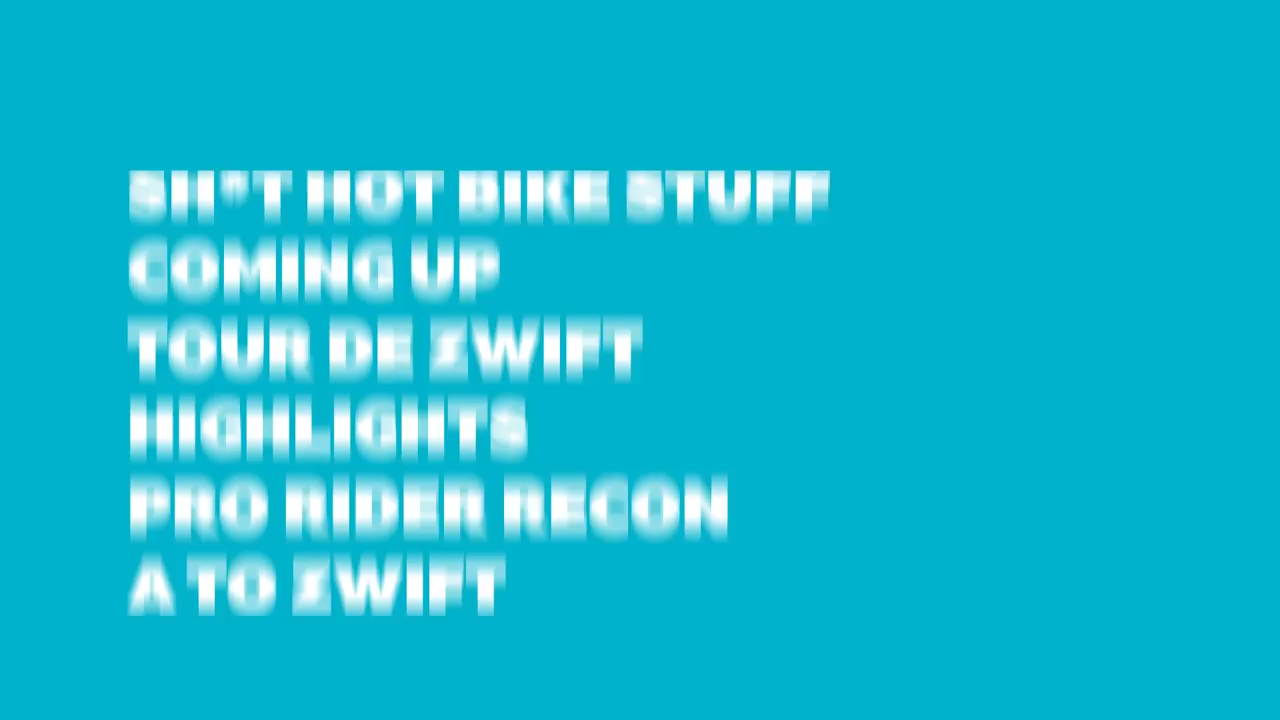 SH*T HOT BIKE STUFF
COMING UP
TOUR DE ZWIFT
HIGHLIGHTS
PRO RIDER RECON
A TO ZWIFT